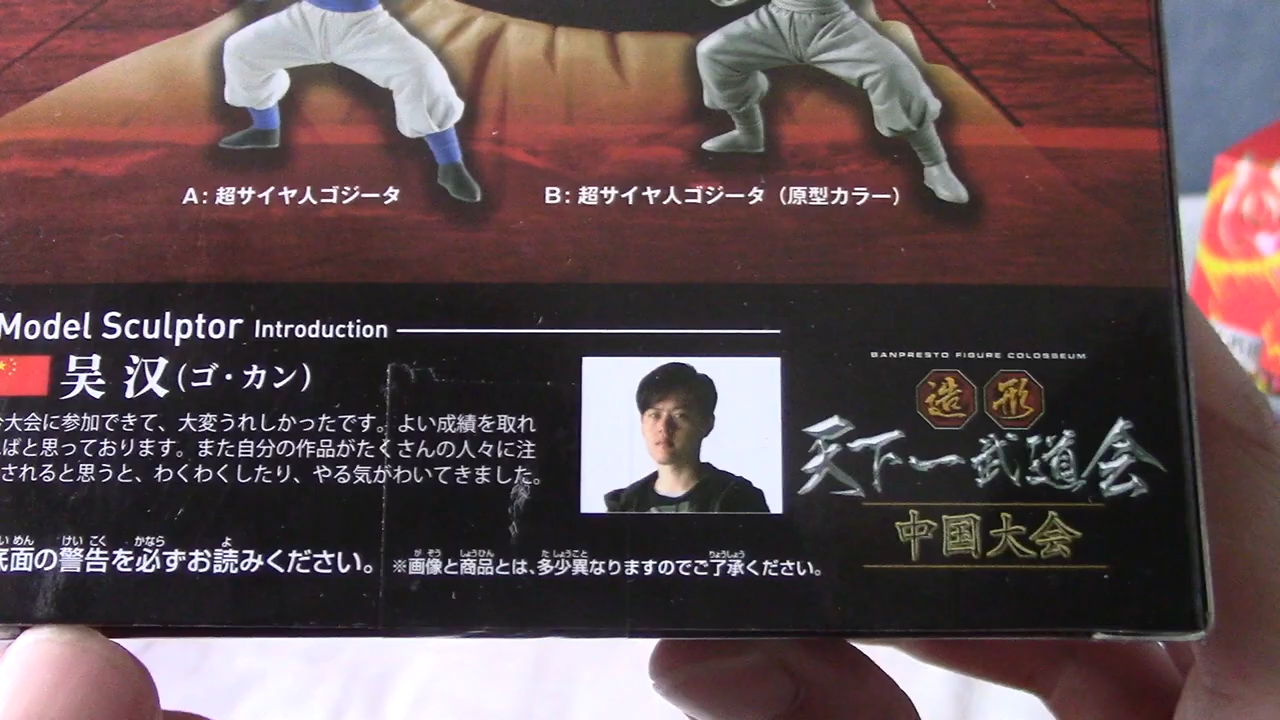 A: 超サイヤ人ゴジータ
B: 超サイヤ人ゴジータ（原型カラー）
Model Sculptor Introduction
吴 汉(ゴ・カン)
大会に参加できて、大変うれしかったです。よい成績を取れ
ばと思っております。また自分の作品がたくさんの人々に注
されると思うと、わくわくしたり、やる気がわいてきました。
底面の警告を必ずお読みください。
※画像と商品とは、多少異なりますのでご了承ください。
BANPRESTO FIGURE COLOSSEUM
造形
天下一武道会
中国大会